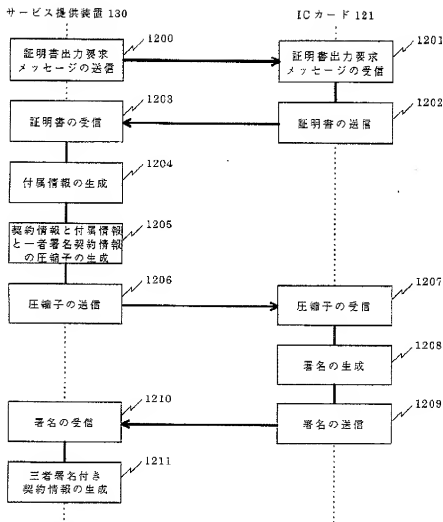 サービス提供装置 130
ICカード 121
1200
証明書出力要求
メッセージの送信
1201
証明書出力要求
メッセージの受信
1202
証明書の送信
1203
証明書の受信
1204
付属情報の生成
1205
契約情報と付属情報
と一者署名契約情報
の圧縮子の生成
1206
圧縮子の送信
1207
圧縮子の受信
1208
署名の生成
1209
署名の送信
1210
署名の受信
1211
三者署名付き
契約情報の生成